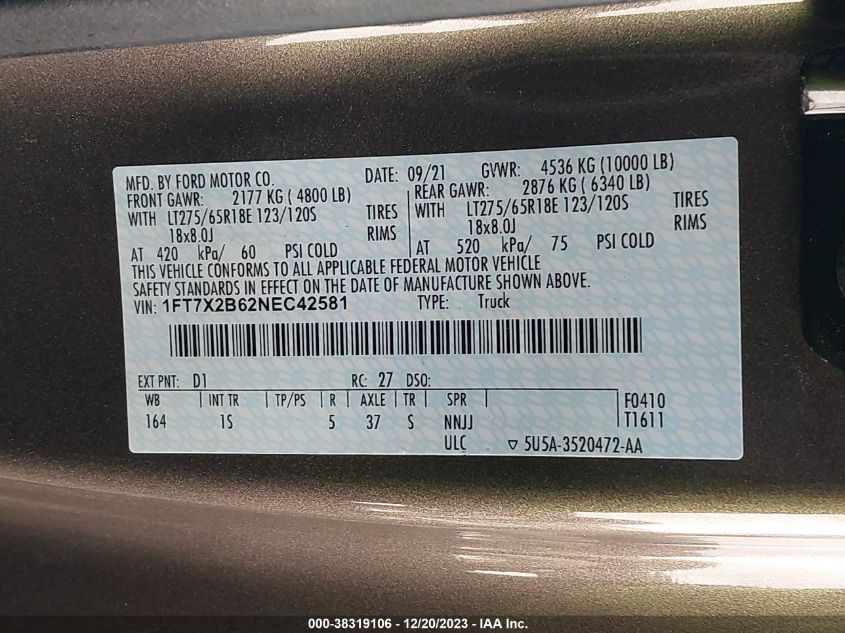 MFD. BY FORD MOTOR CO. DATE: 09/21 GVWR: 4536 KG (10000 LB)
FRONT GAWR: 2177 KG ( 4800 LB) REAR GAWR: 2876 KG ( 6340 LB)
WITH LT275/65R18E 123/120S TIRES WITH LT275/65R18E 123/120S TIRES
18x8.0J RIMS 18x8.0J RIMS
AT 420 kPa/ 60 PSI COLD AT 520 kPa/ 75 PSI COLD
THIS VEHICLE CONFORMS TO ALL APPLICABLE FEDERAL MOTOR VEHICLE
SAFETY STANDARDS IN EFFECT ON THE DATE OF MANUFACTURE SHOWN ABOVE.
VIN: 1FT7X2B62NEC42581 TYPE: Truck
EXT PNT: D1 RC: 27 DSO:
WB INT TR TP/PS R AXLE TR SPR F0410
164 1S 5 37 S NNJJ T1611
ULC ▽ 5U5A-3520472-AA
000-38319106 - 12/20/2023 - IAA Inc.